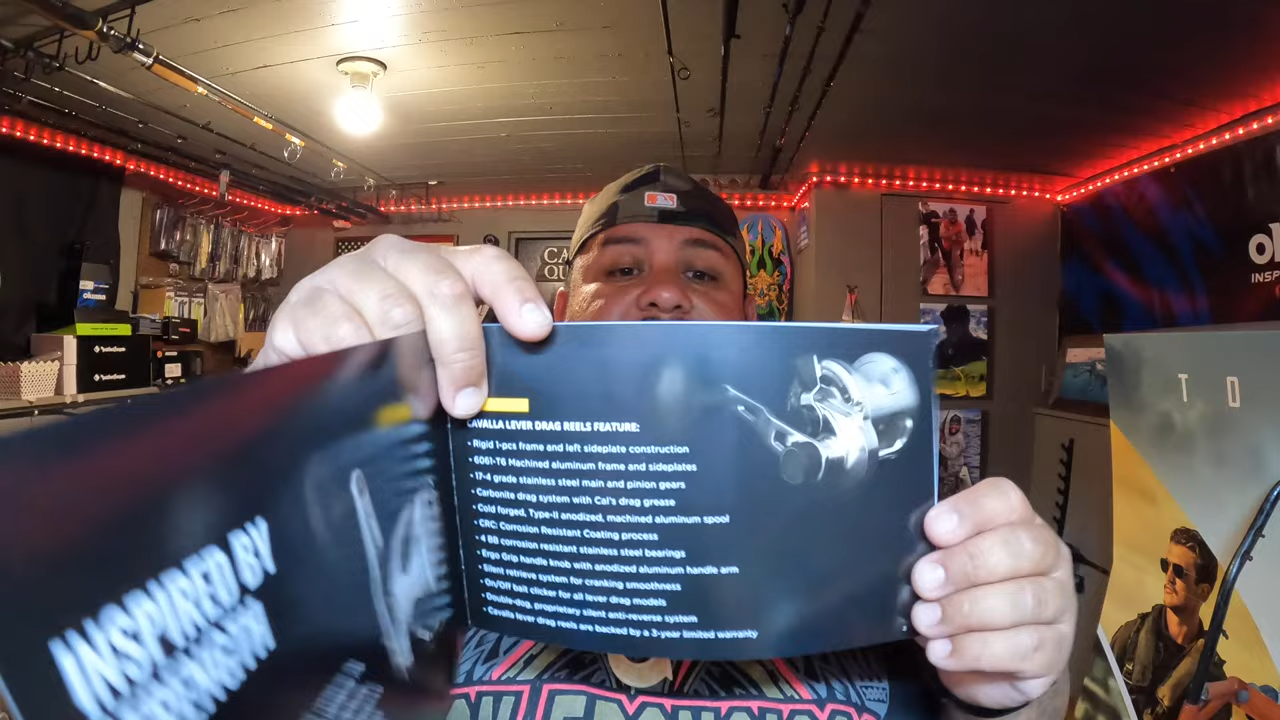 CA
QU
okuma
INSP
T O
CAVALLA LEVER DRAG REELS FEATURE:
• Rigid 1-pcs frame and left sideplate construction
• 6061-T6 Machined aluminum frame and sideplates
• 17-4 grade stainless steel main and pinion gears
• Carbonite drag system with Cal's drag grease
• Cold forged, Type-II anodized, machined aluminum spool
• CRC: Corrosion Resistant Coating process
• 4 BB corrosion resistant stainless steel bearings
• Ergo Grip handle knob with anodized aluminum handle arm
• Silent retrieve system for cranking smoothness
• On/Off bait clicker for all lever drag models
• Double-dog, proprietary silent anti-reverse system
• Cavalla lever drag reels are backed by a 3-year limited warranty
2
INSPIRED BY